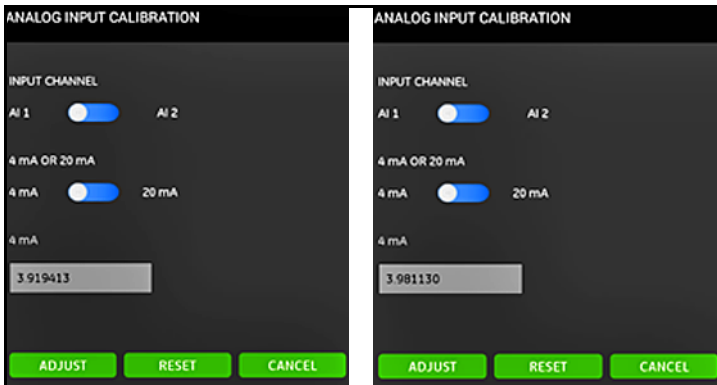 ANALOG INPUT CALIBRATION
INPUT CHANNEL
AI 1 AI 2
4 mA OR 20 mA
4 mA 20 mA
4 mA
3.919413
ADJUST RESET CANCEL
ANALOG INPUT CALIBRATION
INPUT CHANNEL
AI 1 AI 2
4 mA OR 20 mA
4 mA 20 mA
4 mA
3.981130
ADJUST RESET CANCEL